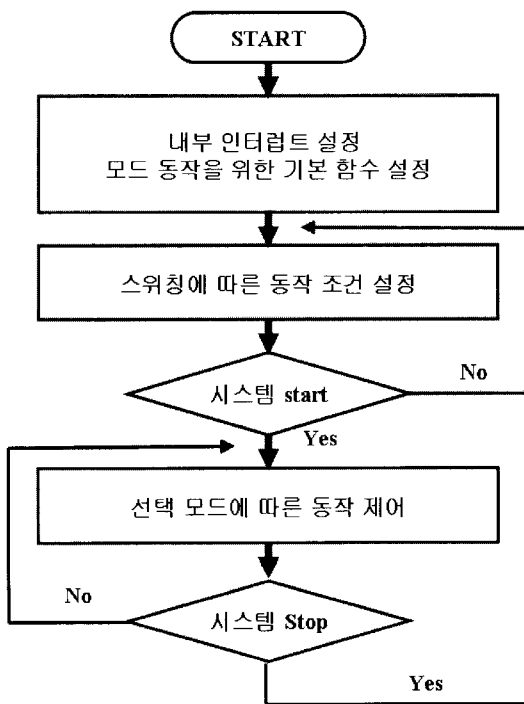 START
내부 인터럽트 설정
모드 동작을 위한 기본 함수 설정
스위칭에 따른 동작 조건 설정
시스템 start
No
Yes
선택 모드에 따른 동작 제어
No
시스템 Stop
Yes